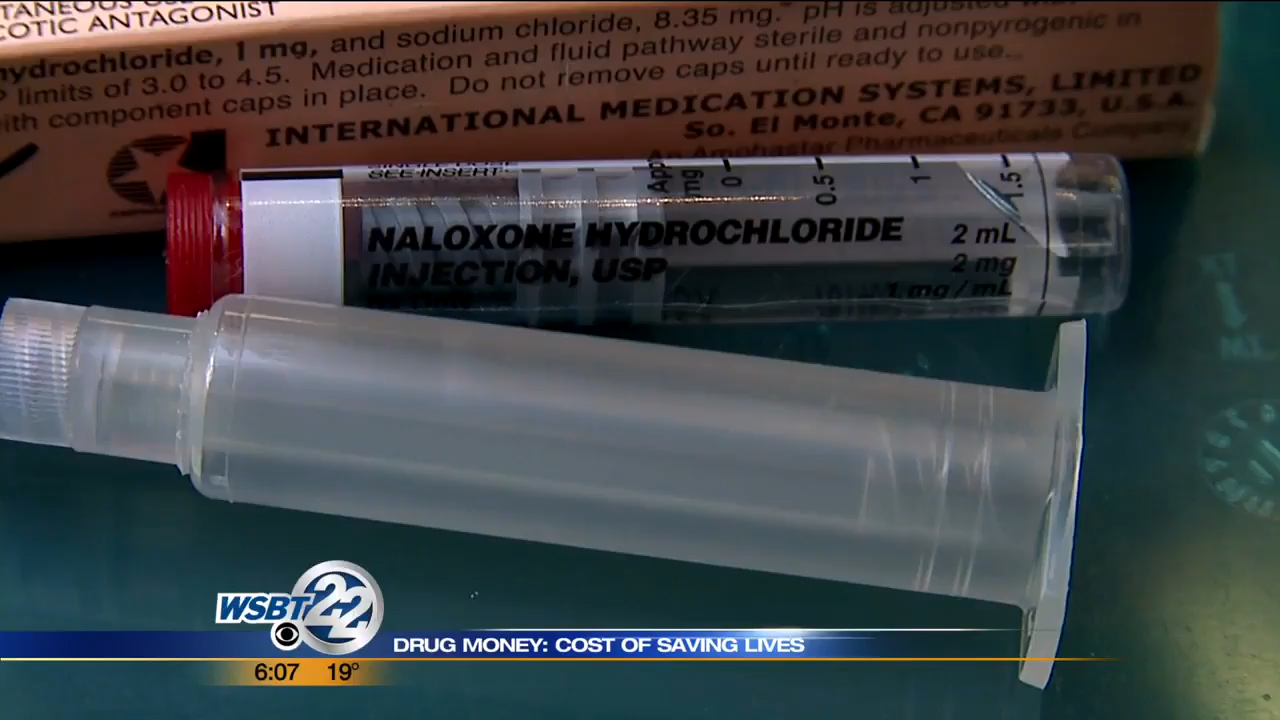 COTIC ANTAGONIST
hydrochloride, 1 mg, and sodium chloride, 8.35 mg. pH is adjusted
limits of 3.0 to 4.5. Medication and fluid pathway sterile and nonpyrogenic in
with component caps in place. Do not remove caps until ready to use.
INTERNATIONAL MEDICATION SYSTEMS, LIMITED
So. El Monte, CA 91733, U.S.A.
An Amphastar Pharmaceuticals Company
SEE INSERT
mg 0 0.5 1 1.5
NALOXONE HYDROCHLORIDE 2 mL
INJECTION, USP 2 mg
1 mg / mL
WSBT 22
DRUG MONEY: COST OF SAVING LIVES
6:07 19°